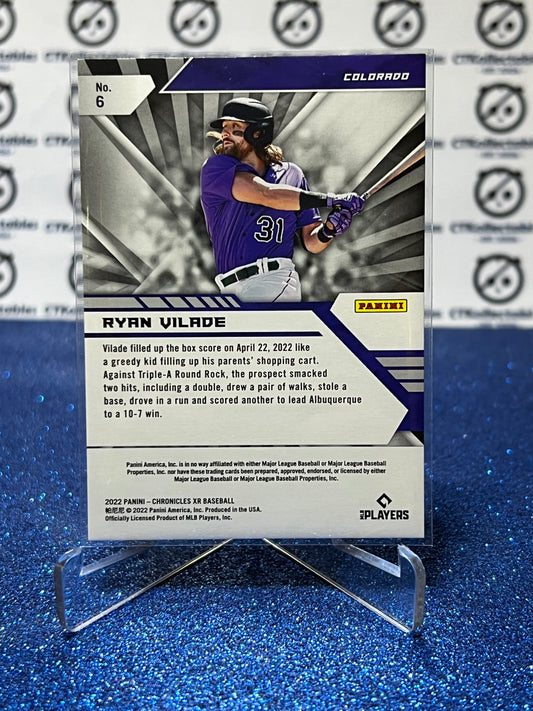 No.
6
COLORADO
31
PANINI
RYAN VILADE
Vilade filled up the box score on April 22, 2022 like
a greedy kid filling up his parents' shopping cart.
Against Triple-A Round Rock, the prospect smacked
two hits, including a double, drew a pair of walks, stole a
base, drove in a run and scored another to lead Albuquerque
to a 10-7 win.
Panini America, Inc. is in no way affiliated with either Major League Baseball or Major League Baseball
Properties, Inc. nor have these trading cards been prepared, approved, endorsed, or licensed by either
Major League Baseball or Major League Baseball Properties, Inc.
2022 PANINI – CHRONICLES XR BASEBALL
帕尼尼 © 2022 Panini America, Inc. Produced in the USA.
Officially Licensed Product of MLB Players, Inc.
MLB PLAYERS